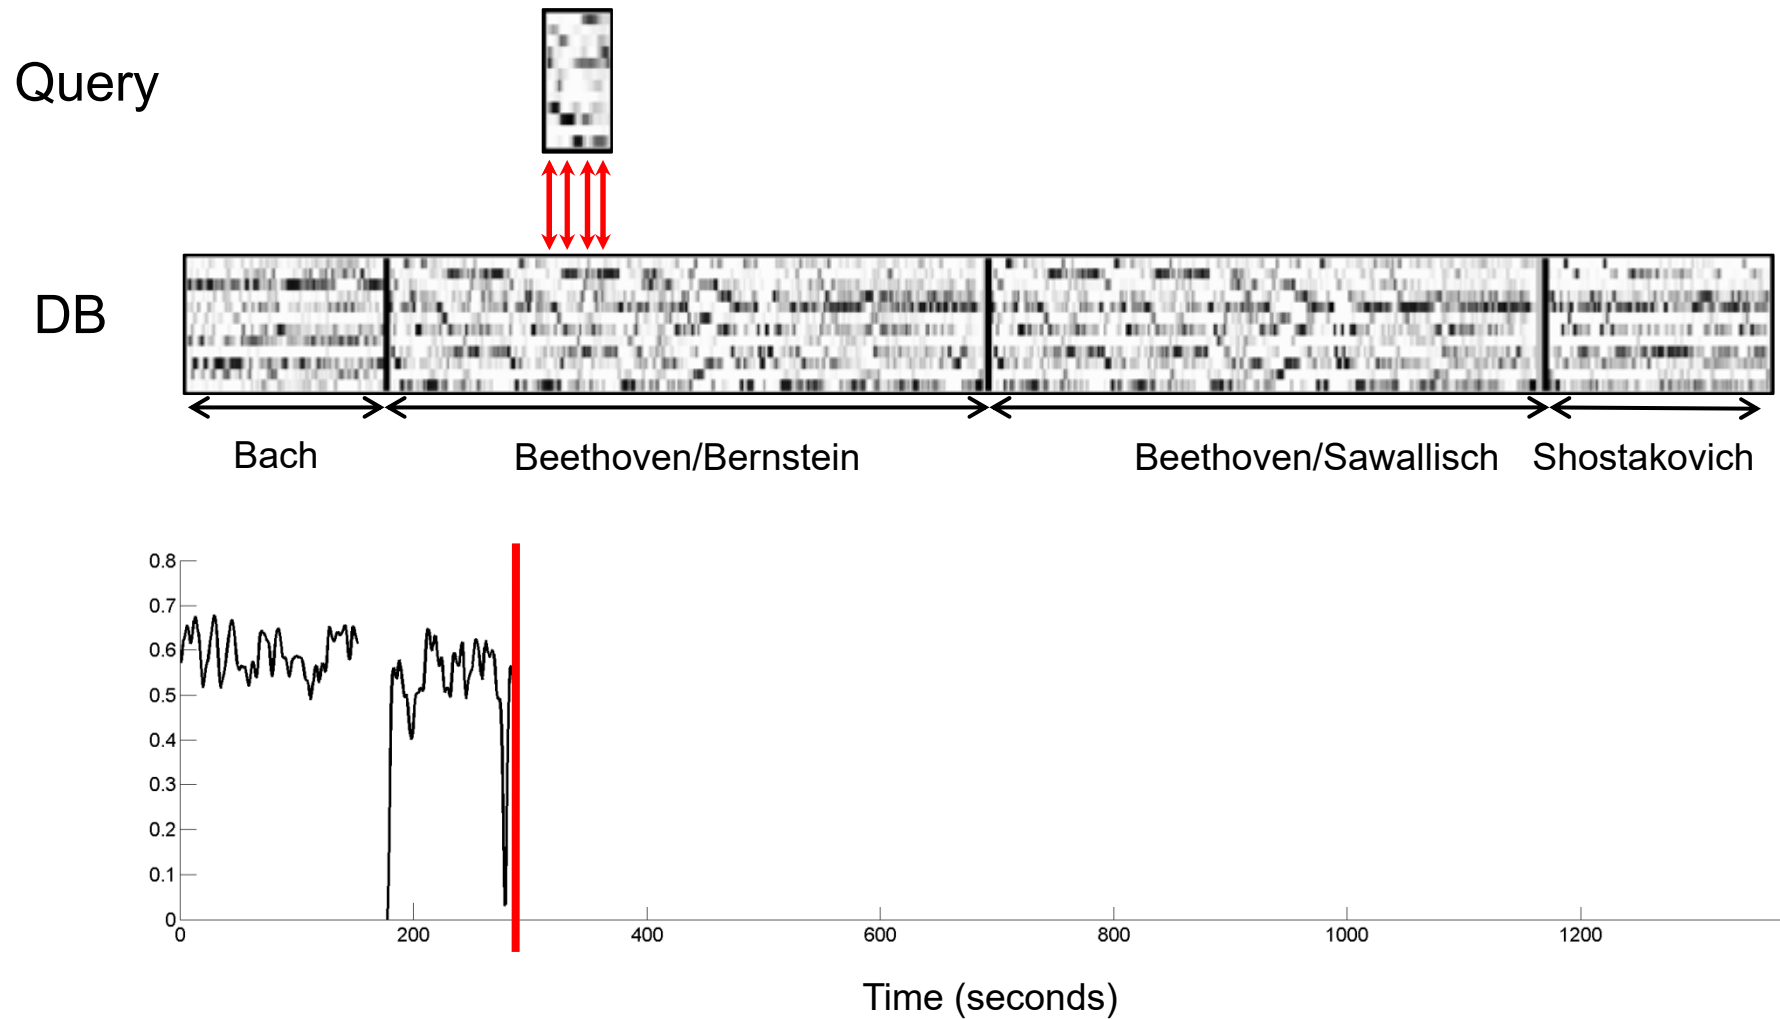 Query
DB
Bach
Beethoven/Bernstein
Beethoven/Sawallisch
Shostakovich
0.8
0.7
0.6
0.5
0.4
0.3
0.2
0.1
0
0 200 400 600 800 1000 1200
Time (seconds)